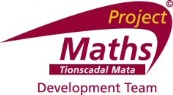 Project ©
Maths
Tionscadal Mata
Development Team